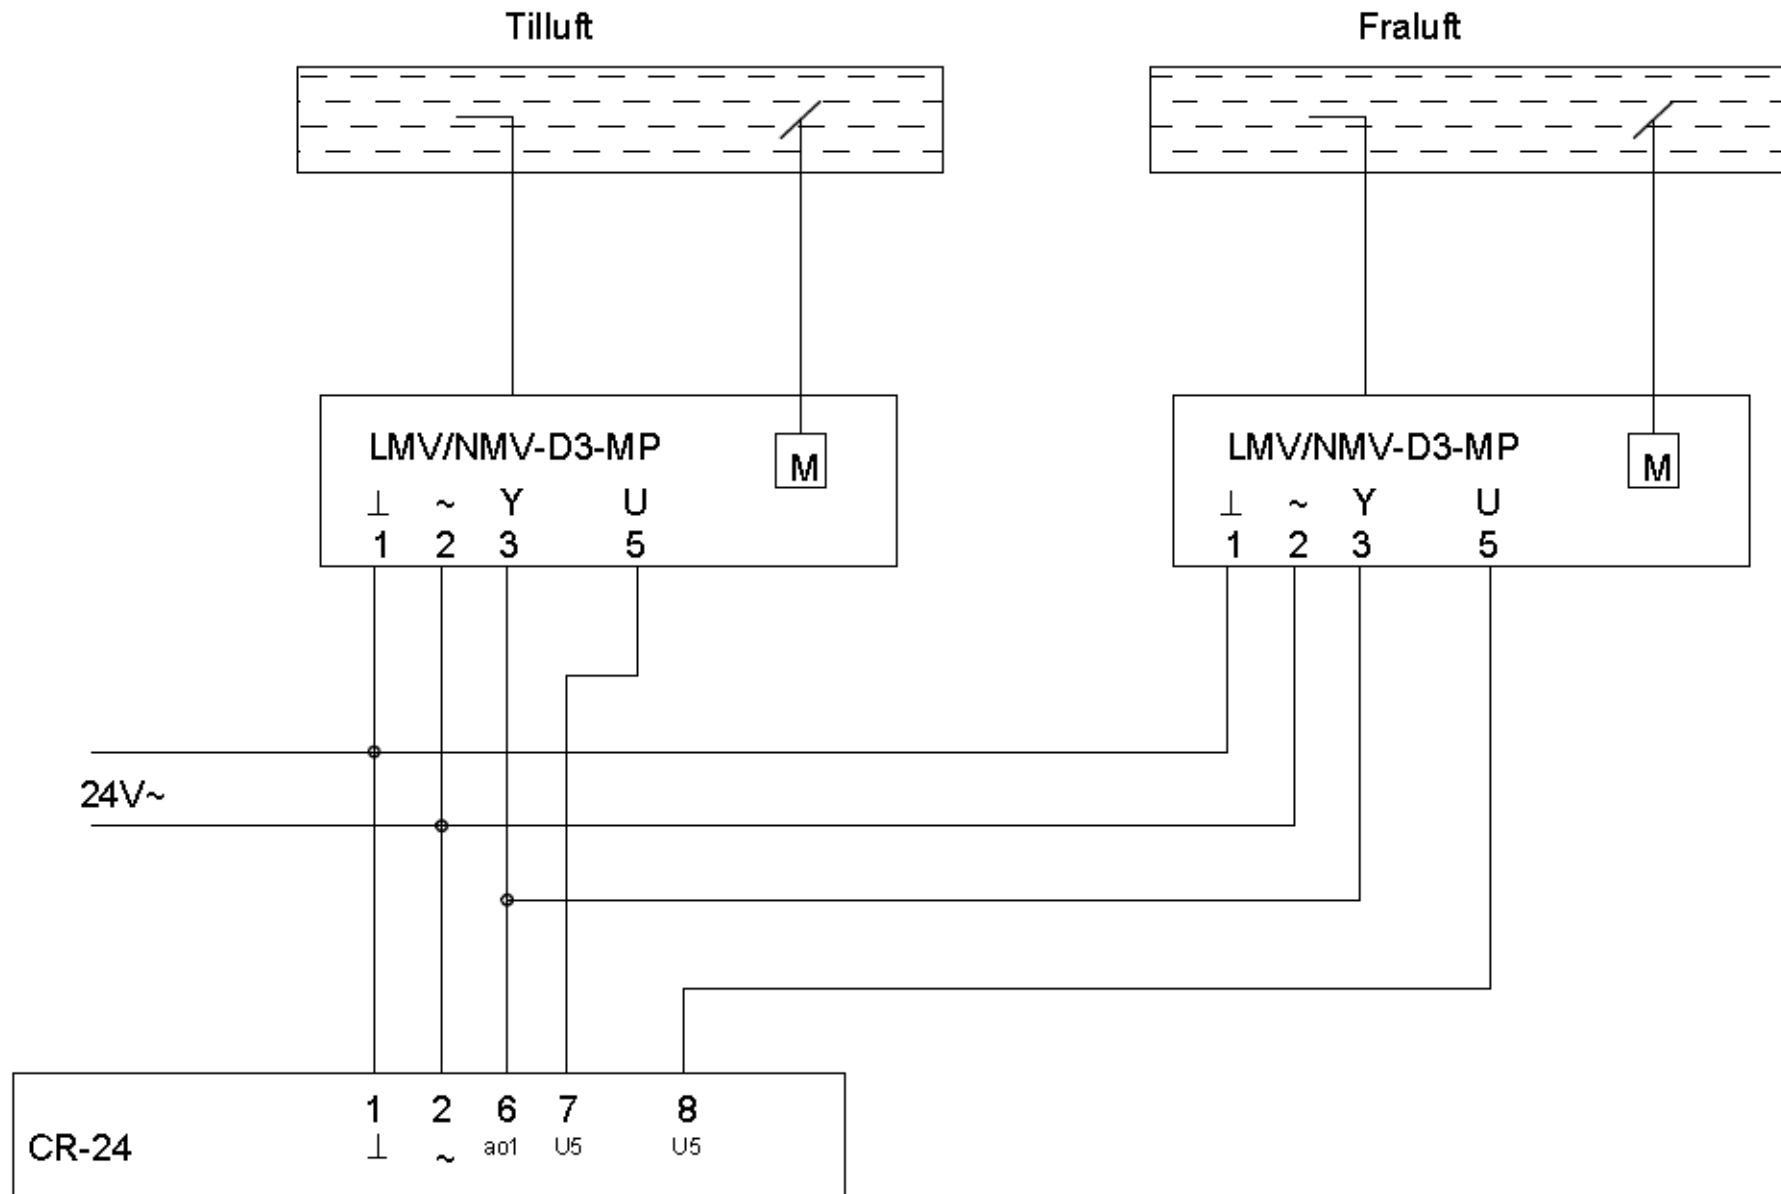 Tilluft Fraluft
LMV/NMV-D3-MP M LMV/NMV-D3-MP M
⊥ ~ Y U ⊥ ~ Y U
1 2 3 5 1 2 3 5
24V~
1 2 6 7 8
CR-24 ⊥ ~ ao1 U5 U5